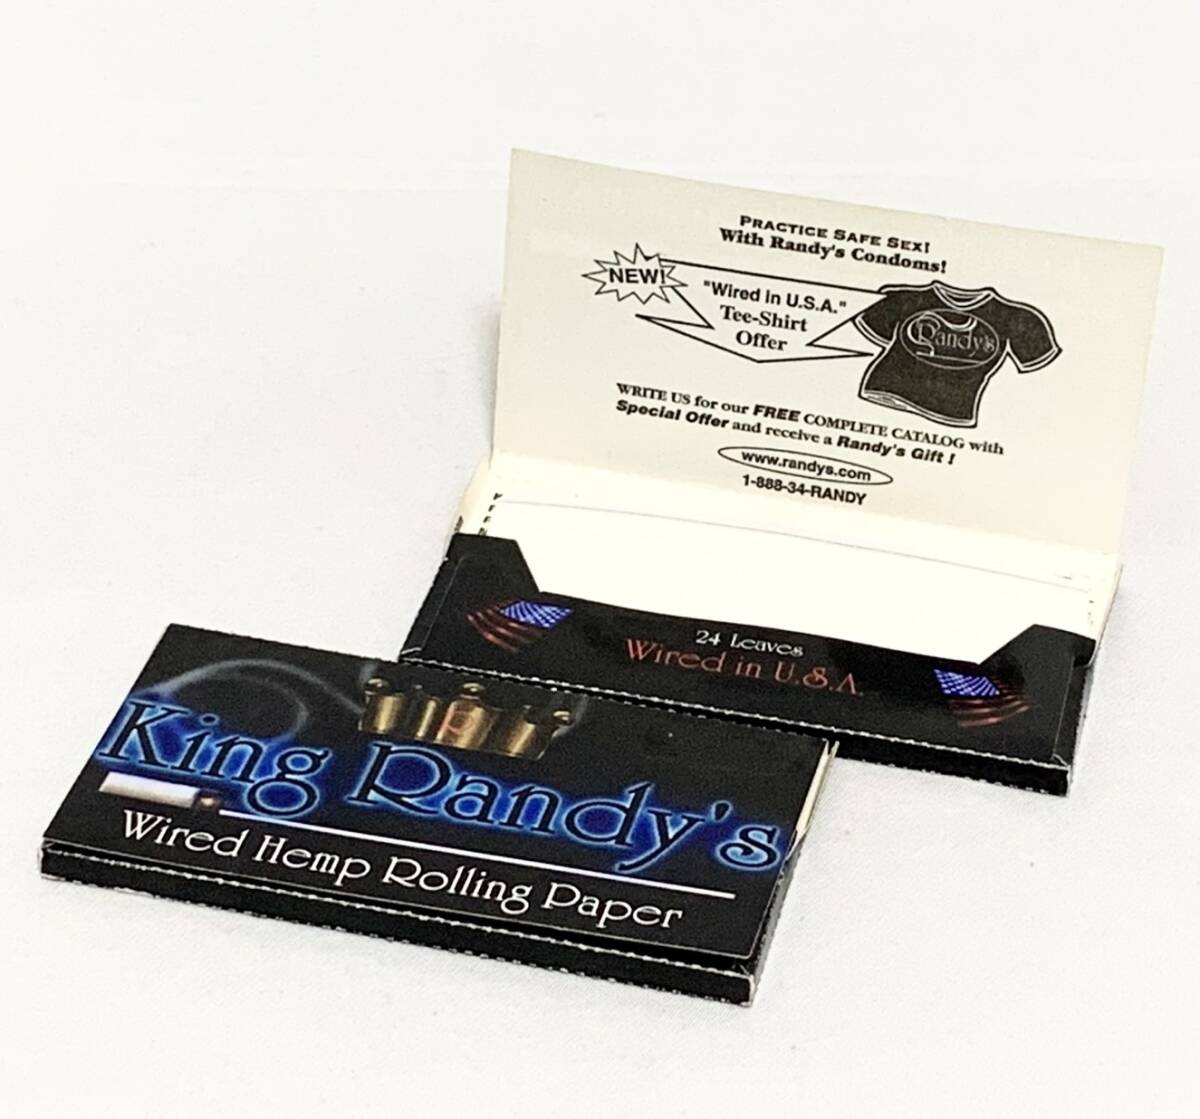 PRACTICE SAFE SEX!
With Randy's Condoms!
NEW!
"Wired in U.S.A."
Tee-Shirt
Offer
Randy's
WRITE US for our FREE COMPLETE CATALOG with
Special Offer and receive a Randy's Gift !
www.randys.com
1-888-34-RANDY
24 Leaves
Wired in U.S.A.
King Randy's
Wired Hemp Rolling Paper